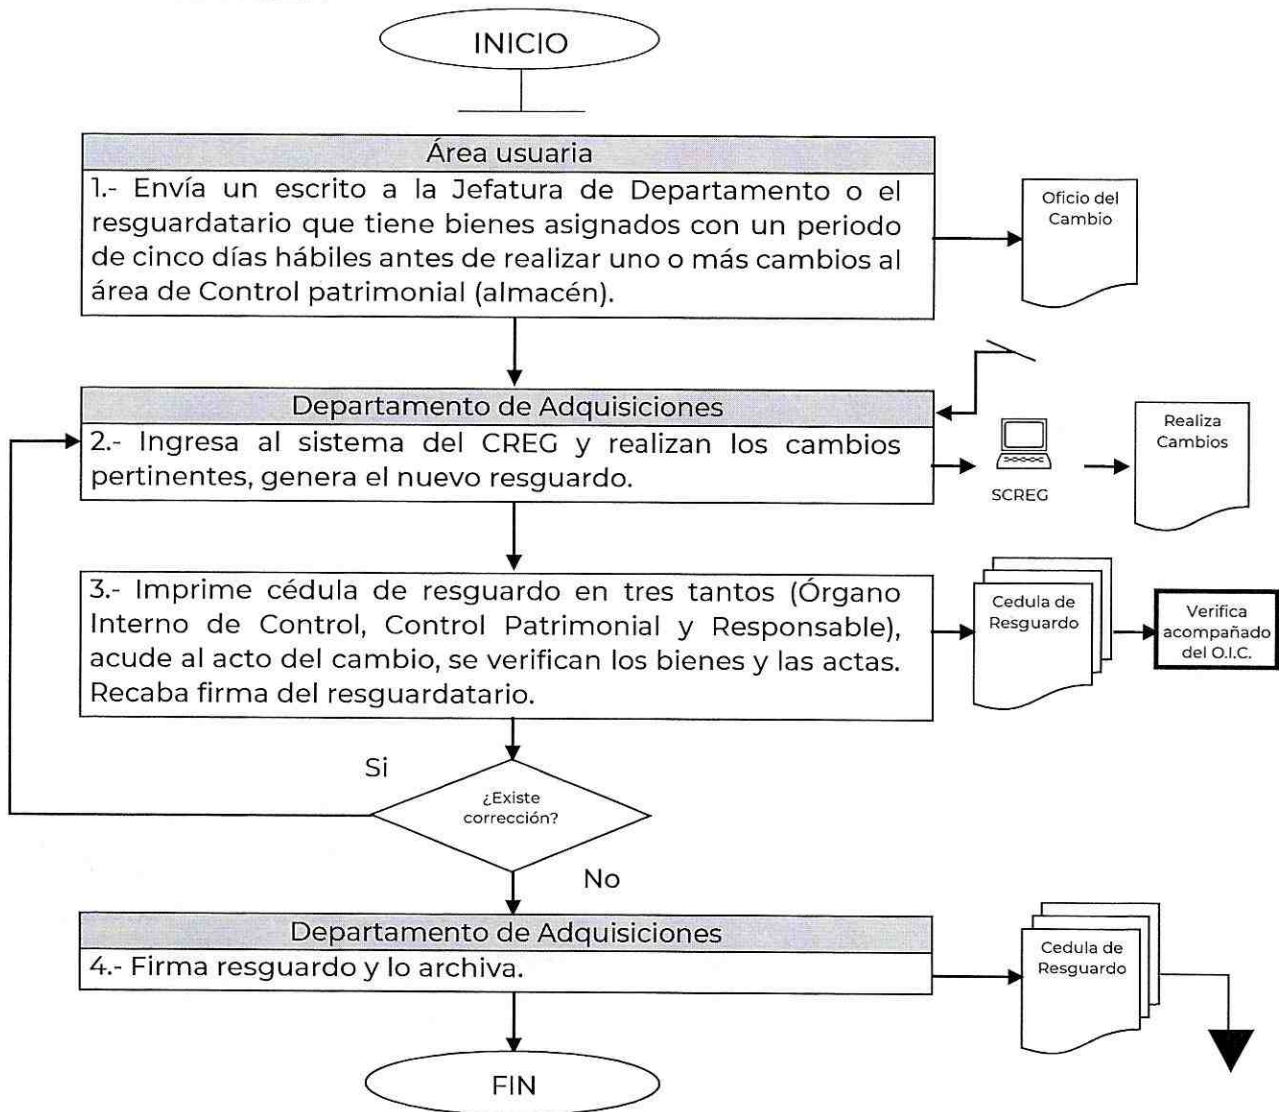 INICIO
Área usuaria
1.- Envía un escrito a la Jefatura de Departamento o el
resguardatario que tiene bienes asignados con un periodo
de cinco días hábiles antes de realizar uno o más cambios al
área de Control patrimonial (almacén).
Oficio del
Cambio
Departamento de Adquisiciones
2.- Ingresa al sistema del CREG y realizan los cambios
pertinentes, genera el nuevo resguardo.
SCREG
Realiza
Cambios
3.- Imprime cédula de resguardo en tres tantos (Órgano
Interno de Control, Control Patrimonial y Responsable),
acude al acto del cambio, se verifican los bienes y las actas.
Recaba firma del resguardatario.
Cedula de
Resguardo
Verifica
acompañado
del O.I.C.
Si
¿Existe
corrección?
No
Departamento de Adquisiciones
4.- Firma resguardo y lo archiva.
Cedula de
Resguardo
FIN